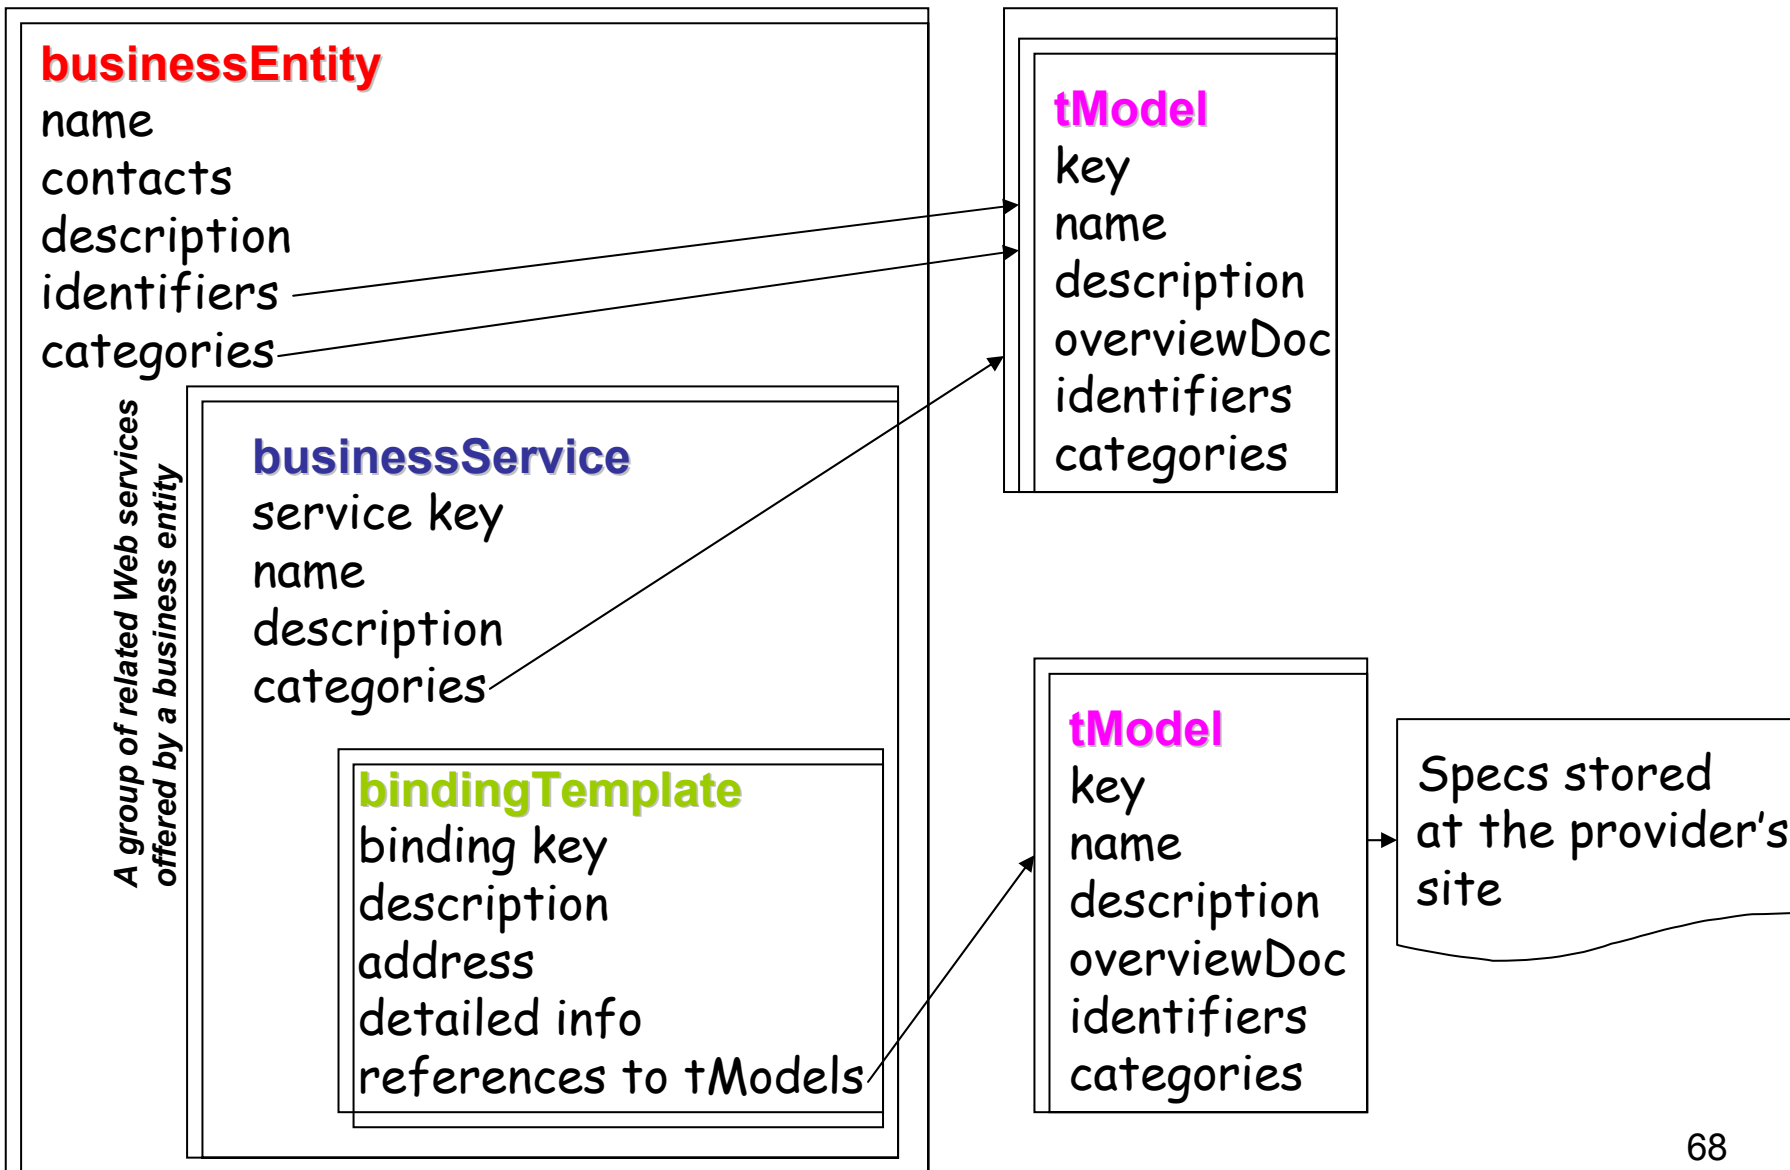 businessEntity
name
contacts
description
identifiers
categories
A group of related Web services
offered by a business entity
businessService
service key
name
description
categories
bindingTemplate
binding key
description
address
detailed info
references to tModels
tModel
key
name
description
overviewDoc
identifiers
categories
tModel
key
name
description
overviewDoc
identifiers
categories
Specs stored
at the provider’s
site
68